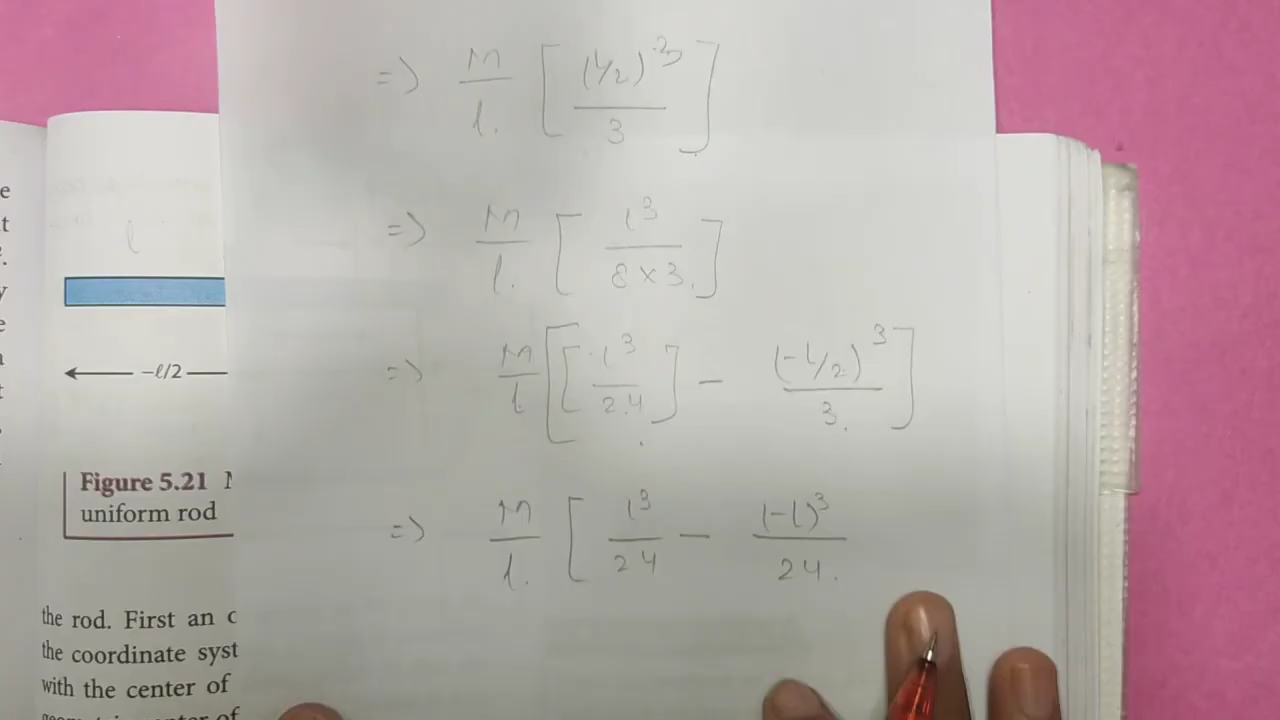 => M/l. [ (l/2)^3 / 3 ]
=> M/l. [ l^3 / 8 × 3. ]
=> M/l [ [ l^3 / 24 ] - (-l/2)^3 / 3. ]
=> M/l. [ l^3 / 24 - (-l)^3 / 24.
l
-ℓ/2
Figure 5.21
uniform rod
the rod. First an
the coordinate syst
with the center of